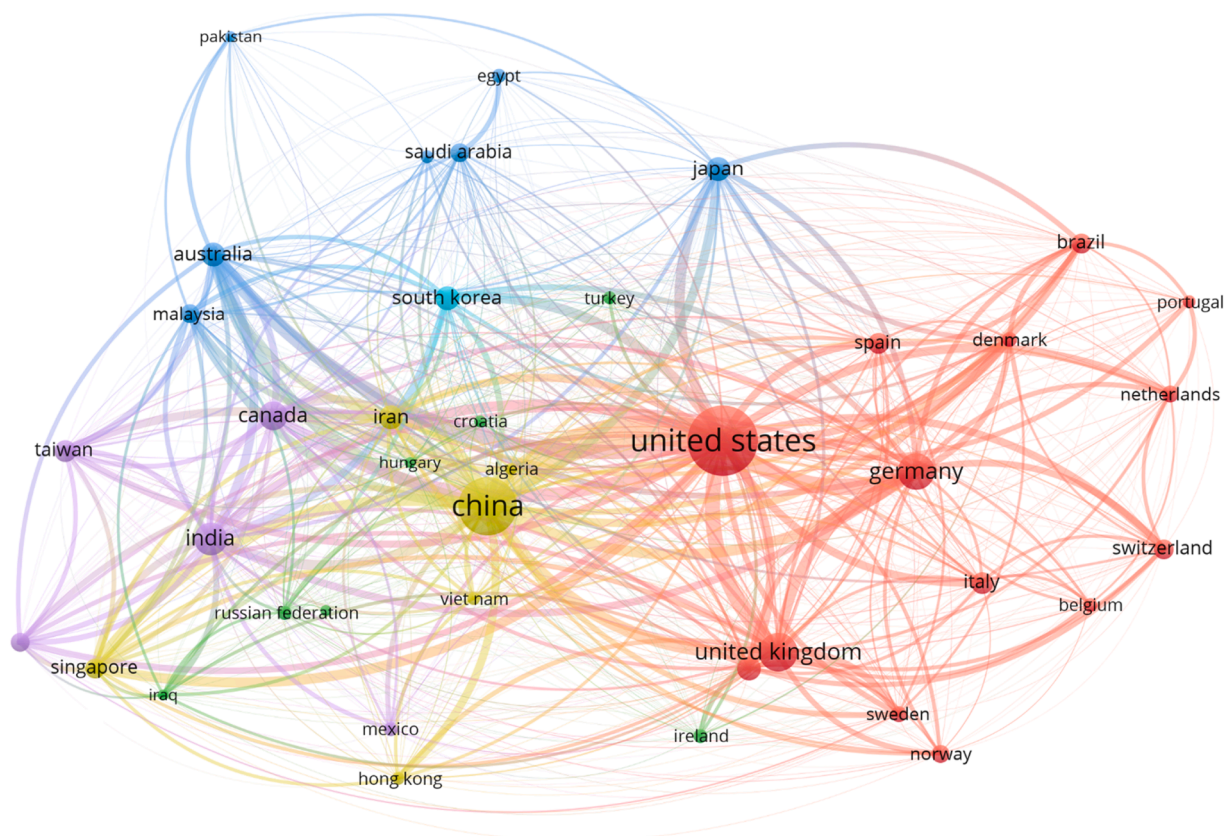 pakistan
egypt
saudi arabia
japan
brazil
australia
south korea
turkey
portugal
malaysia
spain
denmark
netherlands
canada
iran
croatia
united states
taiwan
hungary
algeria
germany
china
india
switzerland
italy
viet nam
belgium
russian federation
united kingdom
singapore
iraq
sweden
mexico
ireland
norway
hong kong